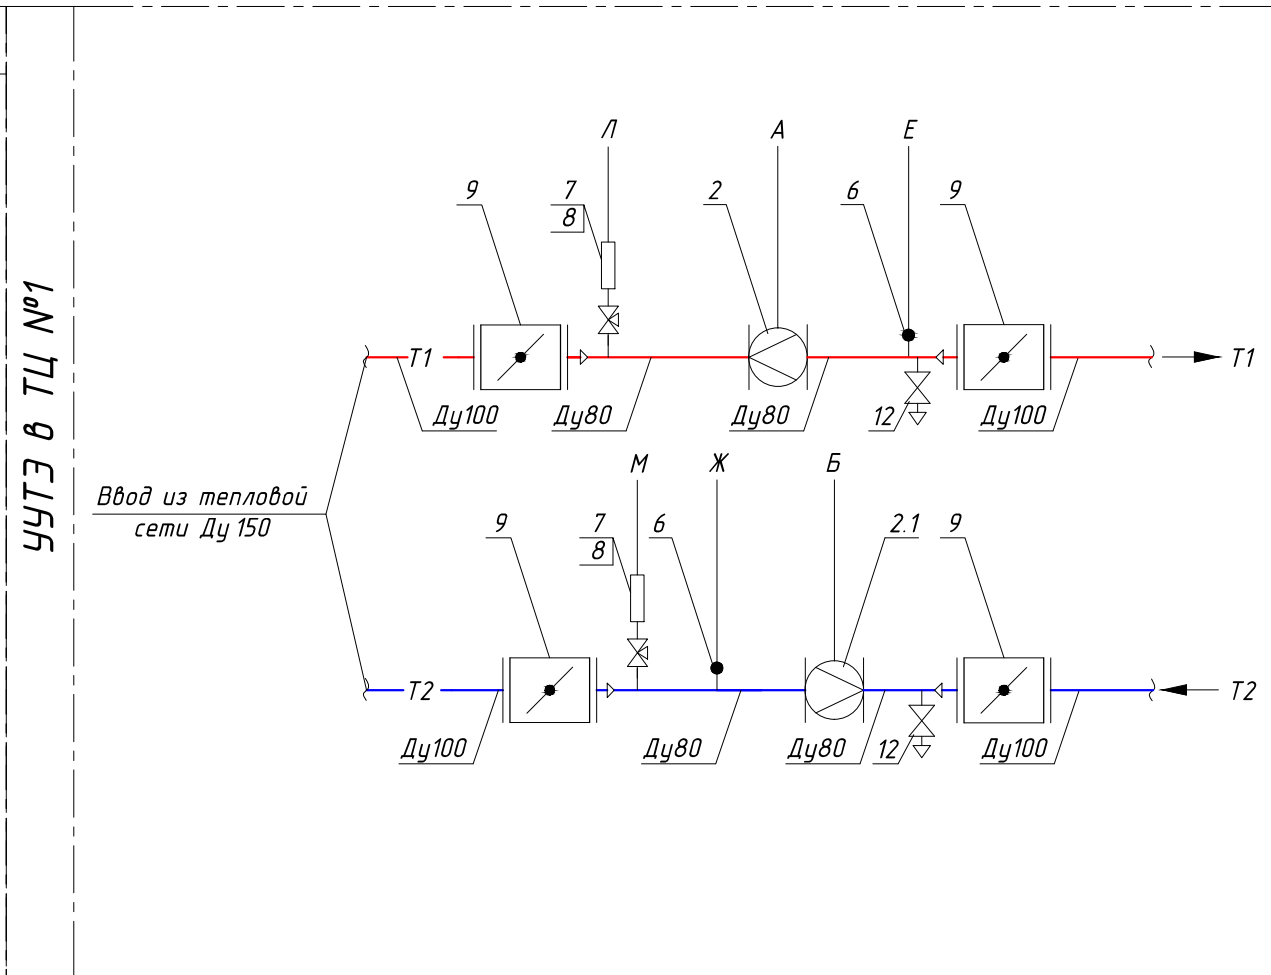 УУТЭ в ТЦ №1
Л А Е
9 7 2 6 9
8
Т1 Т1
Ду100 Ду80 Ду80 12 Ду100
М Ж Б
Ввод из тепловой
сети Ду 150
9 7 6 2.1 9
8
Т2 Т2
Ду100 Ду80 Ду80 12 Ду100